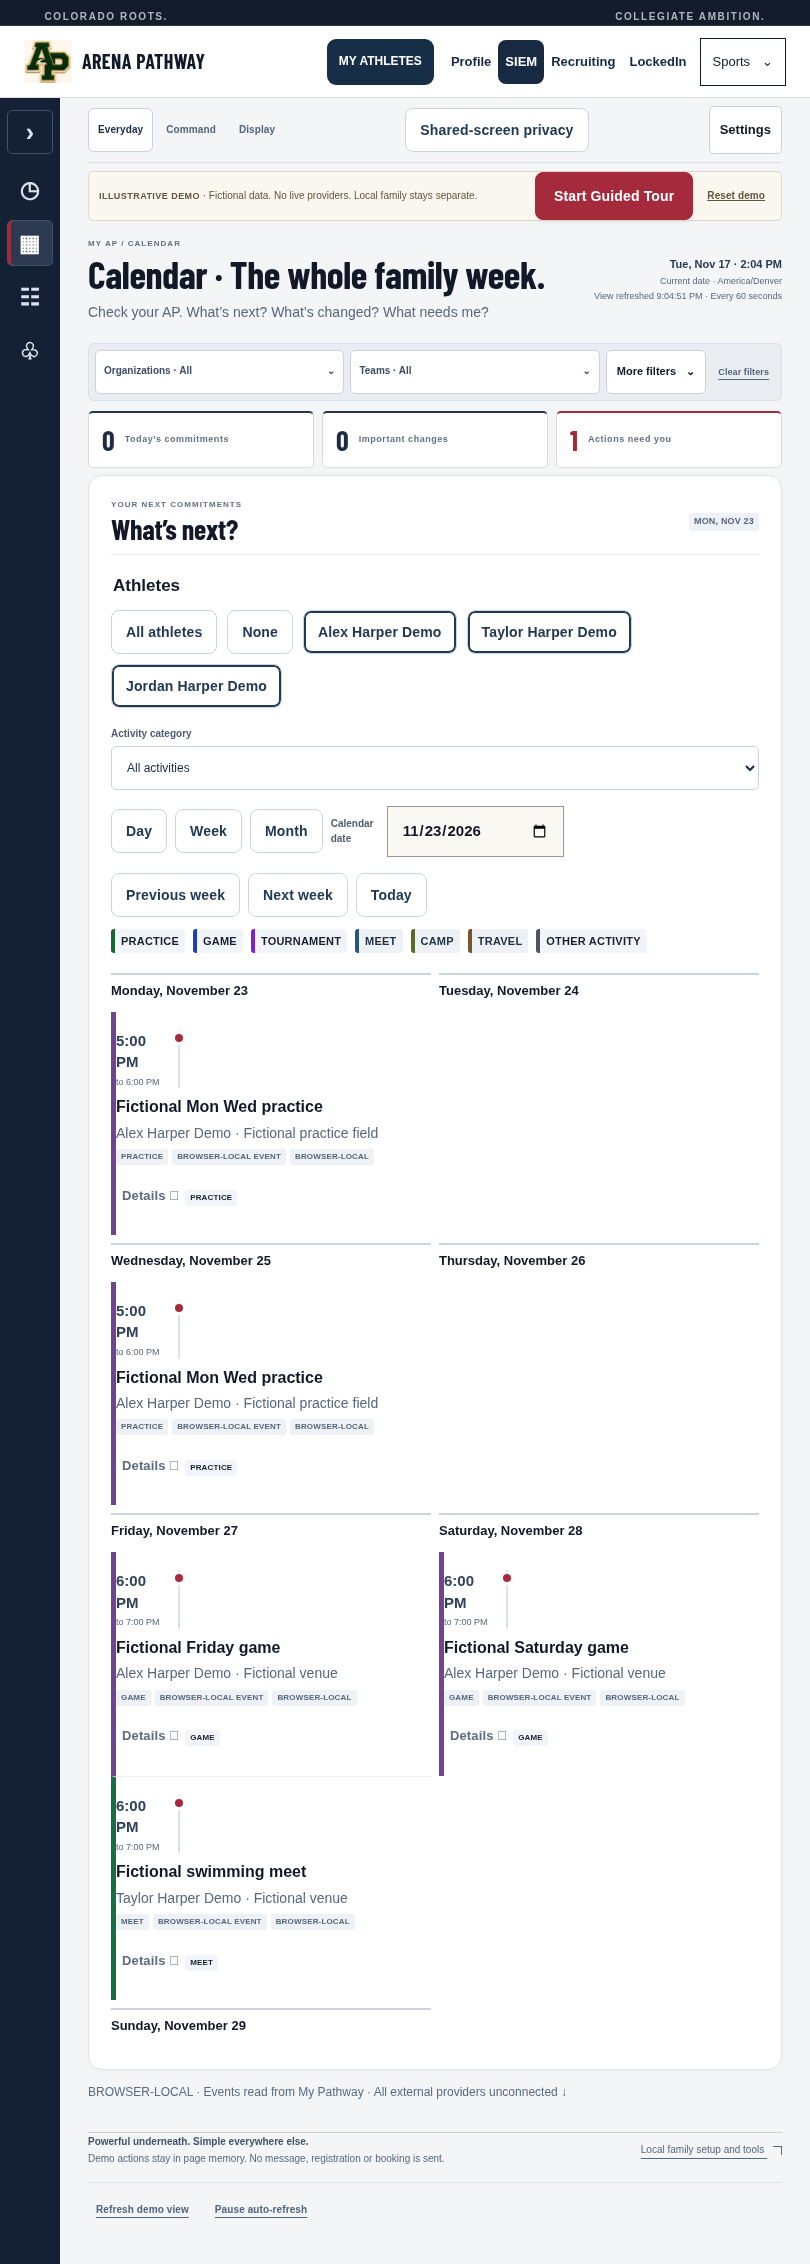 COLORADO ROOTS. COLLEGIATE AMBITION.
AP ARENA PATHWAY MY ATHLETES Profile SIEM Recruiting LockedIn Sports
Everyday Command Display Shared-screen privacy Settings
ILLUSTRATIVE DEMO · Fictional data. No live providers. Local family stays separate. Start Guided Tour Reset demo
MY AP / CALENDAR
Calendar · The whole family week.
Tue, Nov 17 · 2:04 PM
Current date · America/Denver
View refreshed 9:04:51 PM · Every 60 seconds
Check your AP. What's next? What's changed? What needs me?
Organizations · All Teams · All More filters Clear filters
0 Today's commitments 0 Important changes 1 Actions need you
YOUR NEXT COMMITMENTS
What's next? MON, NOV 23
Athletes
All athletes None Alex Harper Demo Taylor Harper Demo
Jordan Harper Demo
Activity category
All activities
Day Week Month Calendar date 11/23/2026
Previous week Next week Today
PRACTICE GAME TOURNAMENT MEET CAMP TRAVEL OTHER ACTIVITY
Monday, November 23 Tuesday, November 24
5:00
PM
to 6:00 PM
Fictional Mon Wed practice
Alex Harper Demo · Fictional practice field
PRACTICE BROWSER-LOCAL EVENT BROWSER-LOCAL
Details PRACTICE
Wednesday, November 25 Thursday, November 26
5:00
PM
to 6:00 PM
Fictional Mon Wed practice
Alex Harper Demo · Fictional practice field
PRACTICE BROWSER-LOCAL EVENT BROWSER-LOCAL
Details PRACTICE
Friday, November 27 Saturday, November 28
6:00 6:00
PM PM
to 7:00 PM to 7:00 PM
Fictional Friday game Fictional Saturday game
Alex Harper Demo · Fictional venue Alex Harper Demo · Fictional venue
GAME BROWSER-LOCAL EVENT BROWSER-LOCAL GAME BROWSER-LOCAL EVENT BROWSER-LOCAL
Details GAME Details GAME
6:00
PM
to 7:00 PM
Fictional swimming meet
Taylor Harper Demo · Fictional venue
MEET BROWSER-LOCAL EVENT BROWSER-LOCAL
Details MEET
Sunday, November 29
BROWSER-LOCAL · Events read from My Pathway · All external providers unconnected ↓
Powerful underneath. Simple everywhere else.
Demo actions stay in page memory. No message, registration or booking is sent. Local family setup and tools
Refresh demo view Pause auto-refresh